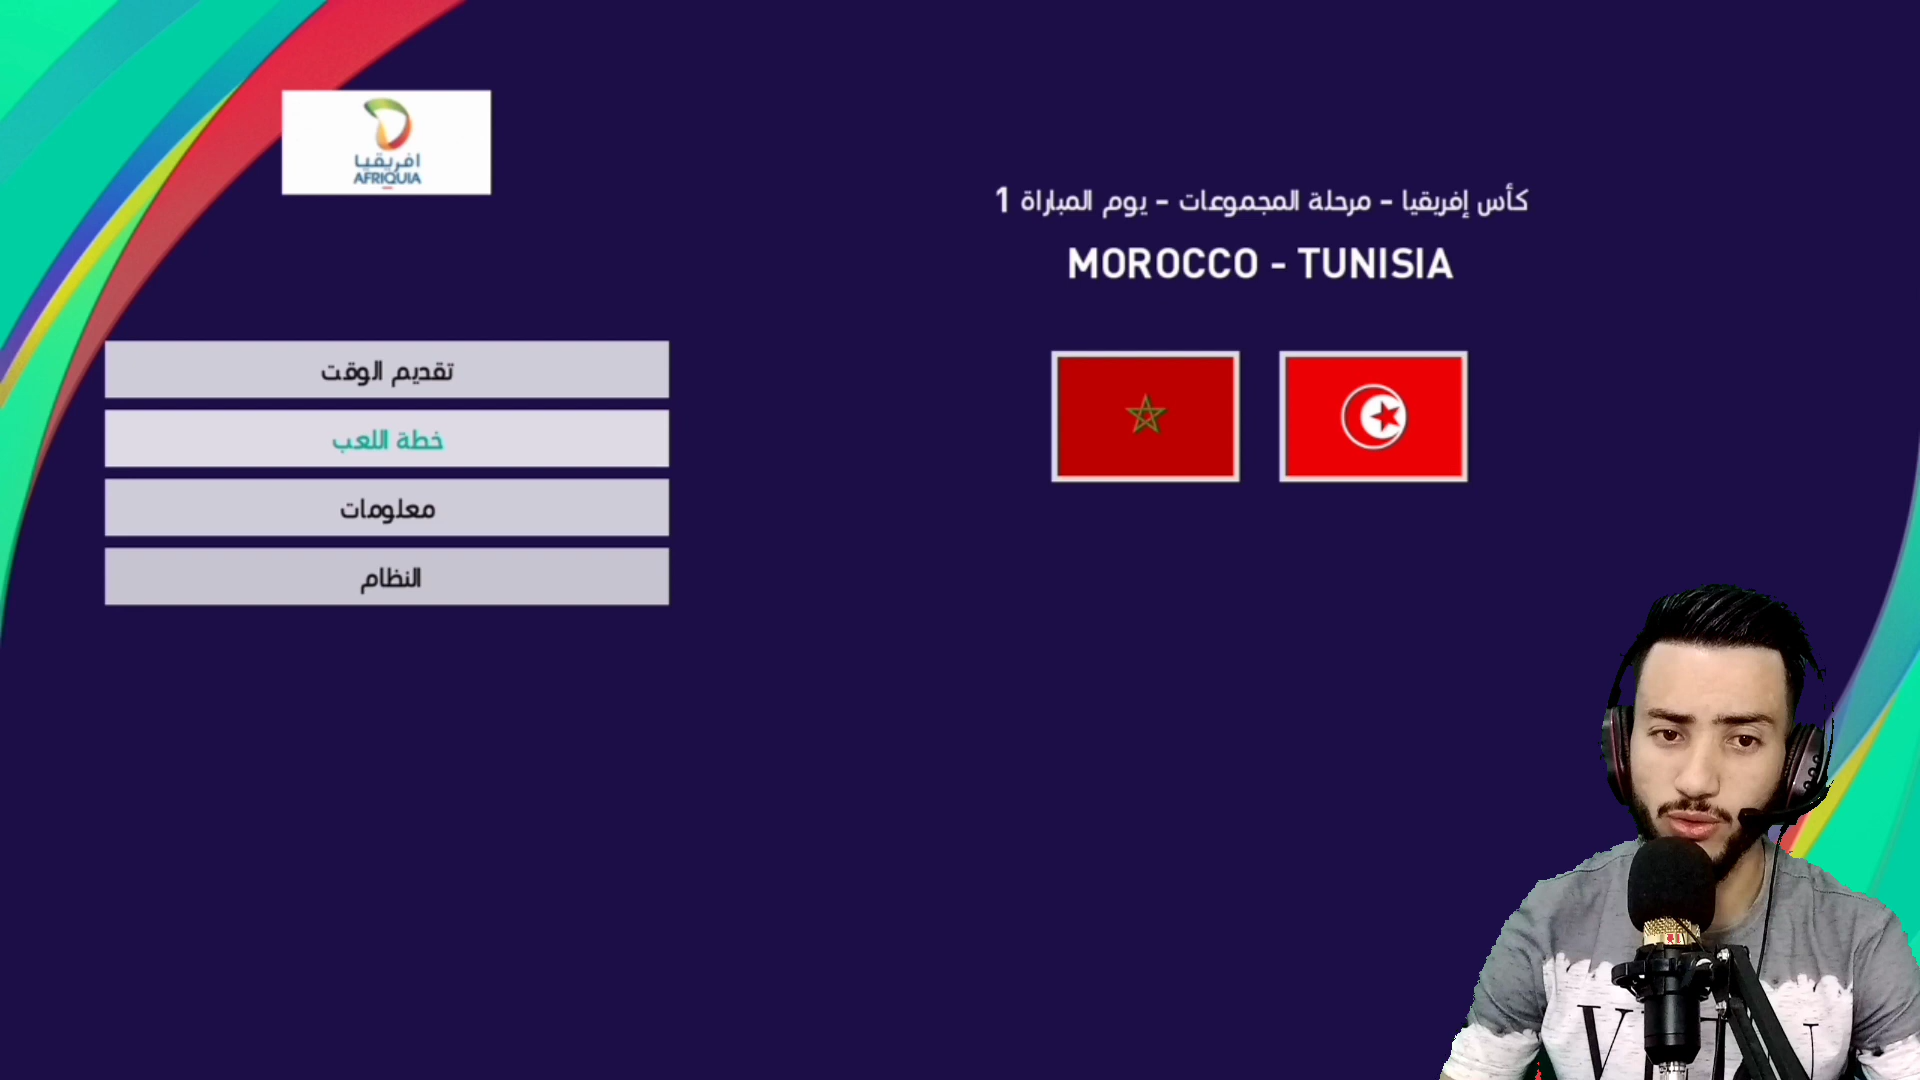 افريقيا
AFRIQUIA
كأس إفريقيا - مرحلة المجموعات - يوم المباراة 1
MOROCCO - TUNISIA
تقديم الوقت
خطة اللعب
معلومات
النظام